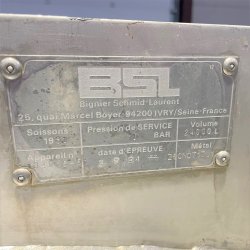 BSL
Bignier Schmid-Laurent
25, quai Marcel Boyer-94200 IVRY/Seine-France
Soissons Pression de SERVICE Volume
19 BAR L
Appareil n° date d'EPREUVE Métal